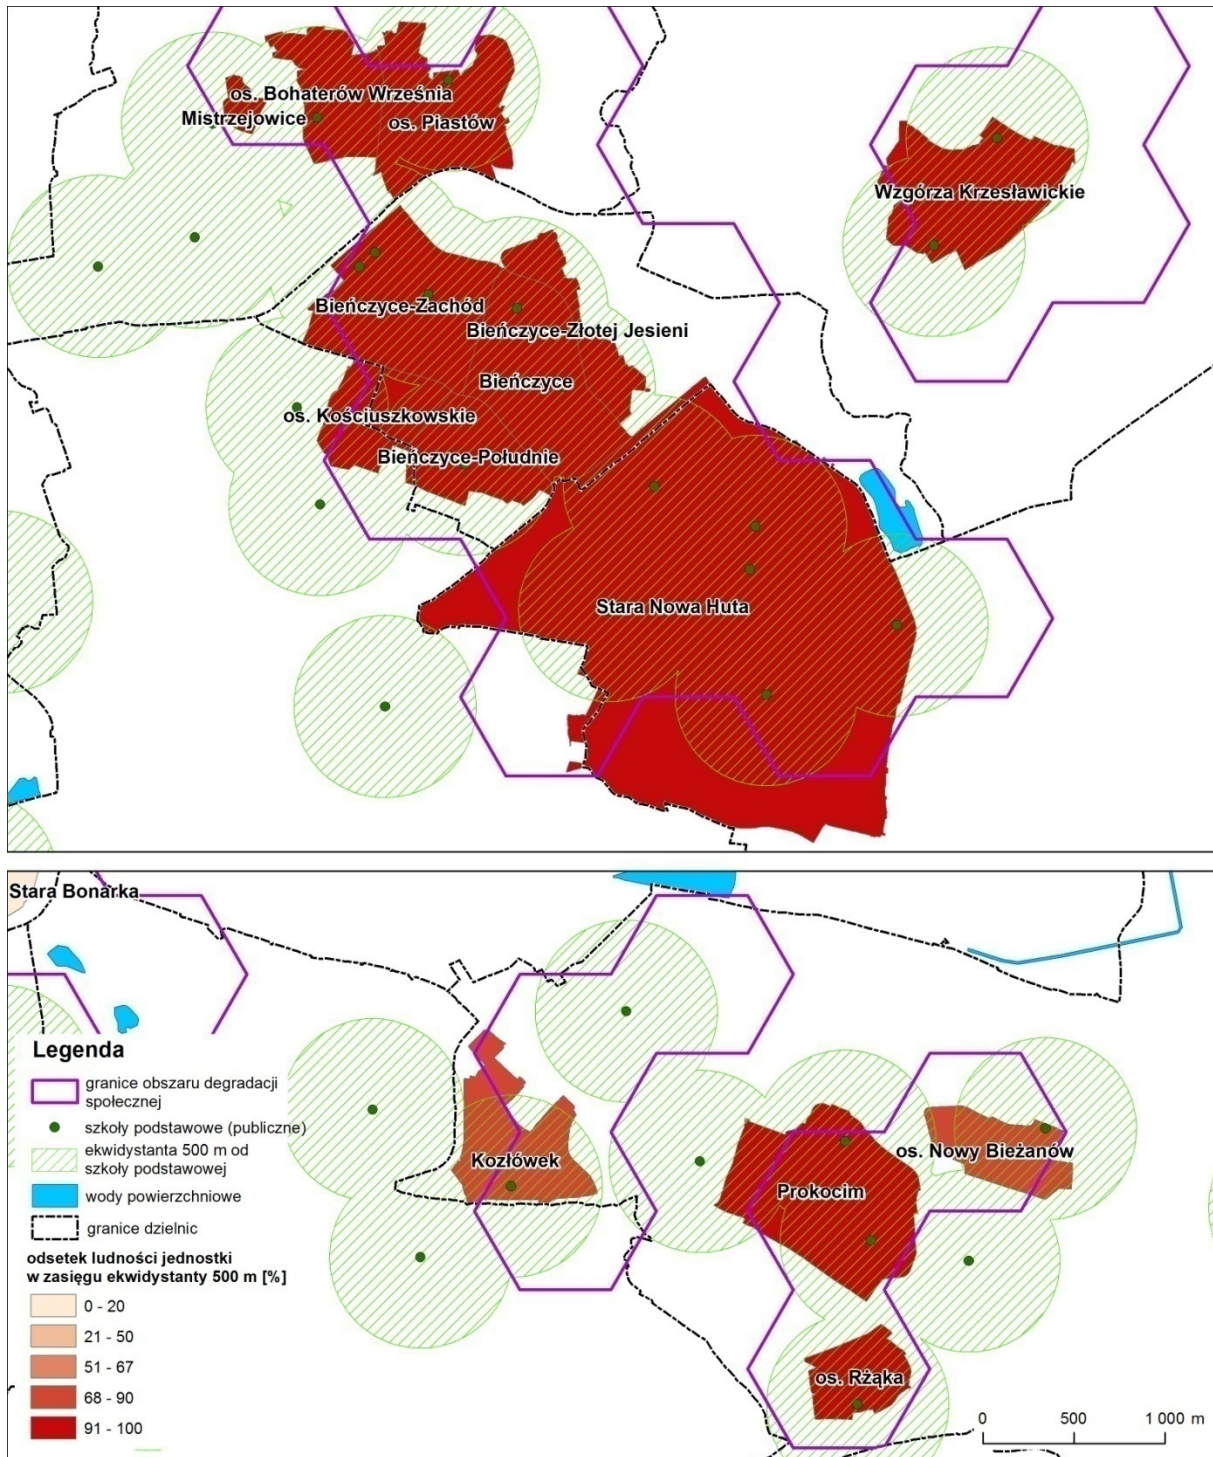 os. Bohaterów Września
Mistrzejowice
os. Piastów
Wzgórza Krzesławickie
Bieńczyce-Zachód
Bieńczyce-Złotej Jesieni
Bieńczyce
os. Kościuszkowskie
Bieńczyce-Południe
Stara Nowa Huta
Stara Bonarka
Kozłówek
os. Nowy Bieżanów
Prokocim
os. Rżąka
Legenda
granice obszaru degradacji
społecznej
szkoły podstawowe (publiczne)
ekwidystanta 500 m od
szkoły podstawowej
wody powierzchniowe
granice dzielnic
odsetek ludności jednostki
w zasięgu ekwidystanty 500 m [%]
0 - 20
21 - 50
51 - 67
68 - 90
91 - 100
0 500 1 000 m